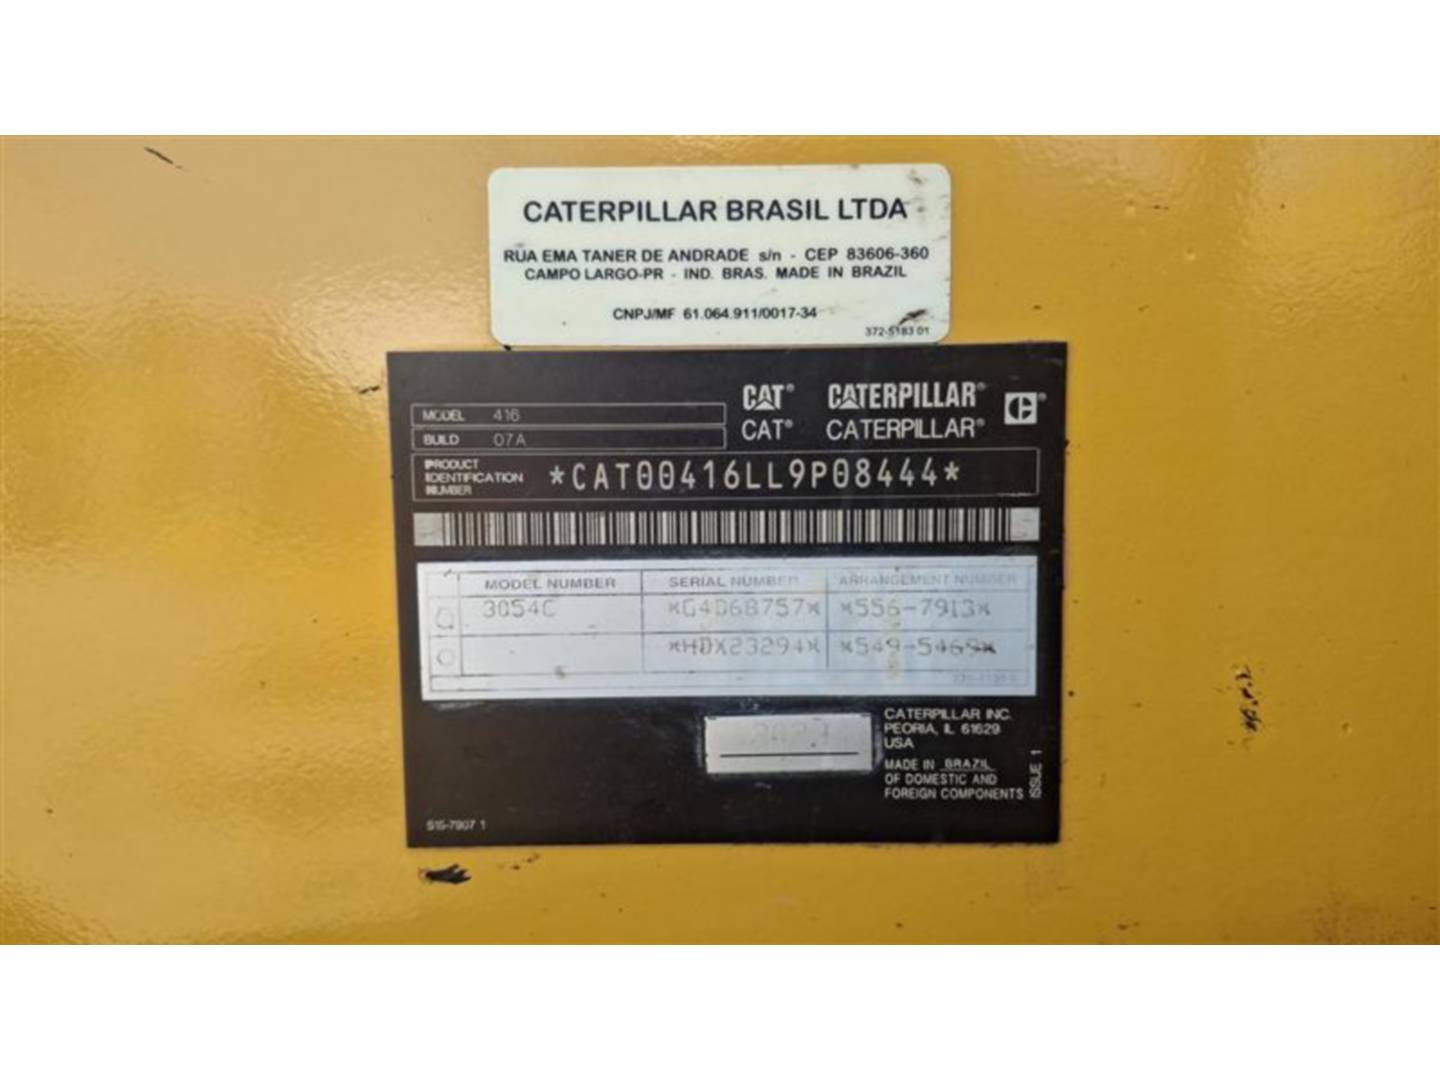 CATERPILLAR BRASIL LTDA
RUA EMA TANER DE ANDRADE s/n - CEP 83606-360
CAMPO LARGO-PR - IND. BRAS. MADE IN BRAZIL
CNPJ/MF 61.064.911/0017-34
372-5183 01
MODEL 416
BUILD 07A
CAT® CATERPILLAR®
CAT® CATERPILLAR®
PRODUCT
IDENTIFICATION
NUMBER
*CAT00416LL9P08444*
MODEL NUMBER SERIAL NUMBER ARRANGEMENT NUMBER
3054C *G4D68757* *556-7913*
*HDX23294* *549-5469*
CATERPILLAR INC.
PEORIA, IL 61629
USA
MADE IN BRAZIL
OF DOMESTIC AND
FOREIGN COMPONENTS
ISSUE 1
515-7907 1